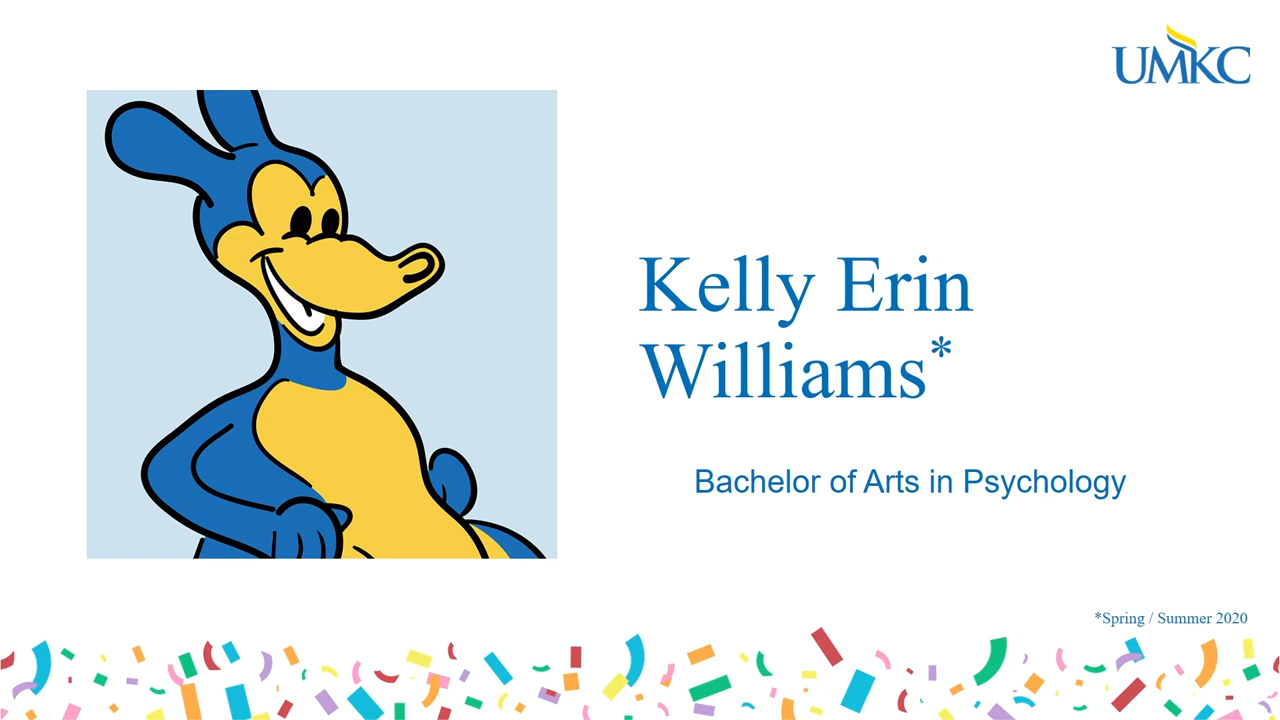 UMKC
Kelly Erin
Williams*
Bachelor of Arts in Psychology
*Spring / Summer 2020